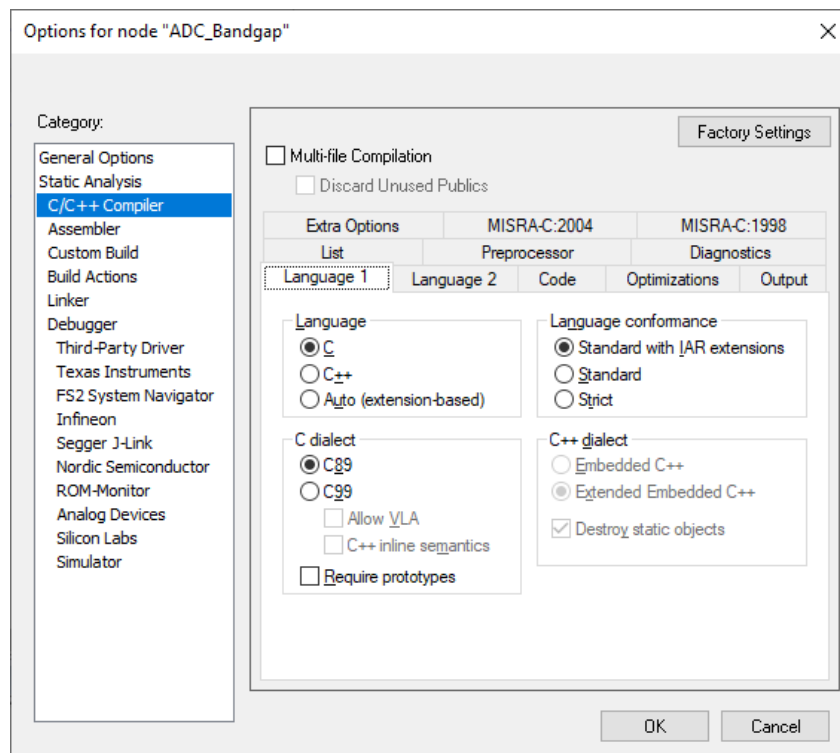 Options for node "ADC_Bandgap"
Category:
General Options
Static Analysis
C/C++ Compiler
Assembler
Custom Build
Build Actions
Linker
Debugger
Third-Party Driver
Texas Instruments
FS2 System Navigator
Infineon
Segger J-Link
Nordic Semiconductor
ROM-Monitor
Analog Devices
Silicon Labs
Simulator
Factory Settings
Multi-file Compilation
Discard Unused Publics
Extra Options MISRA-C:2004 MISRA-C:1998
List Preprocessor Diagnostics
Language 1 Language 2 Code Optimizations Output
Language
C
C++
Auto (extension-based)
Language conformance
Standard with IAR extensions
Standard
Strict
C dialect
C89
C99
Allow VLA
C++ inline semantics
Require prototypes
C++ dialect
Embedded C++
Extended Embedded C++
Destroy static objects
OK Cancel